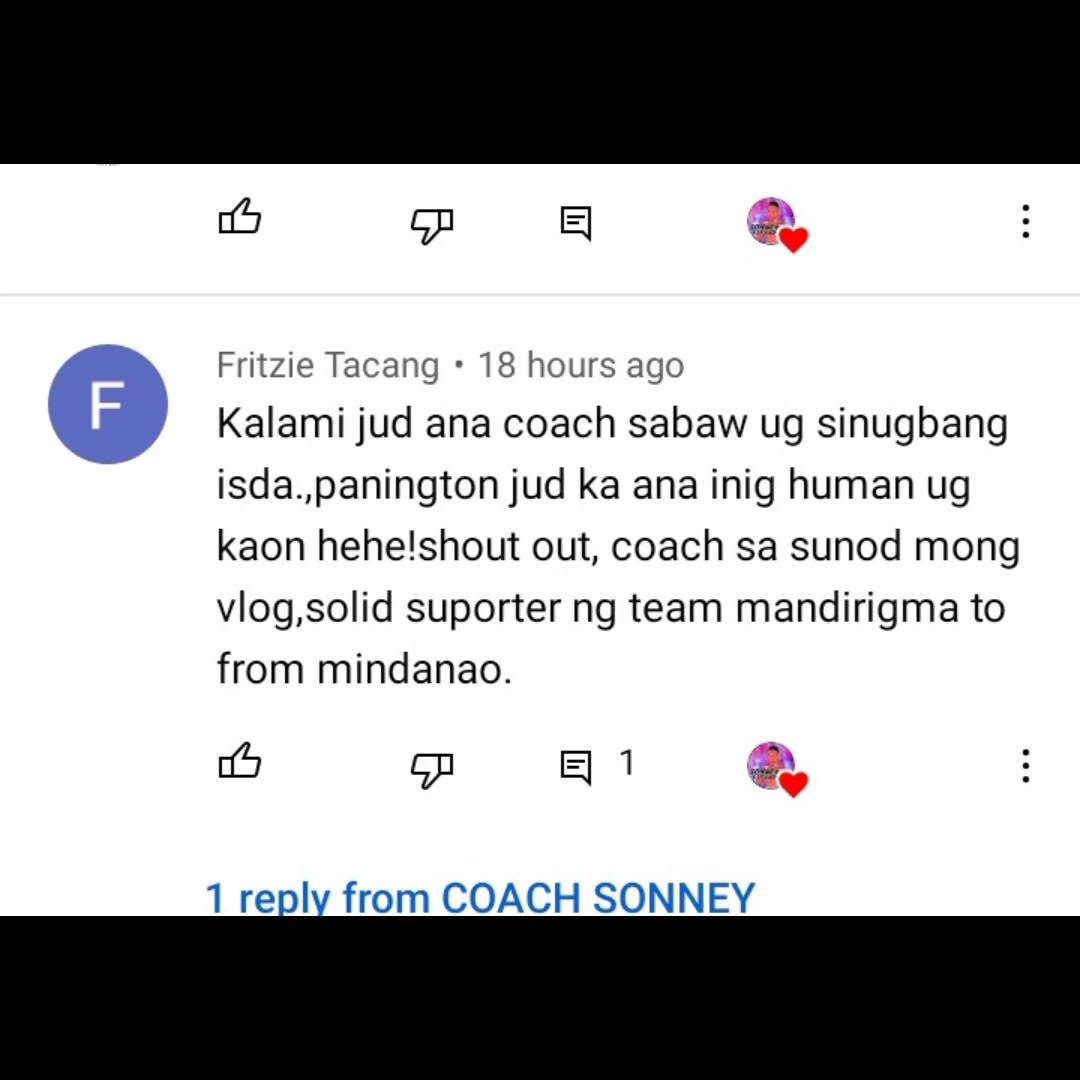 Fritzie Tacang • 18 hours ago
F
Kalami jud ana coach sabaw ug sinugbang
isda.,panington jud ka ana inig human ug
kaon hehe!shout out, coach sa sunod mong
vlog,solid suporter ng team mandirigma to
from mindanao.
1
1 reply from COACH SONNEY